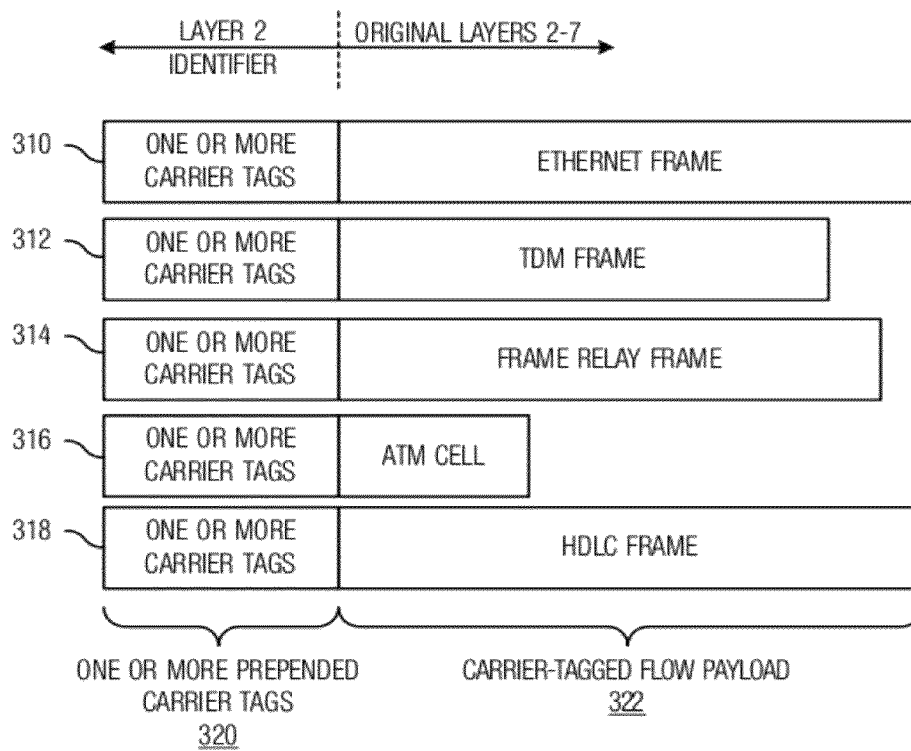 LAYER 2
IDENTIFIER
ORIGINAL LAYERS 2-7
310
ONE OR MORE
CARRIER TAGS
ETHERNET FRAME
312
ONE OR MORE
CARRIER TAGS
TDM FRAME
314
ONE OR MORE
CARRIER TAGS
FRAME RELAY FRAME
316
ONE OR MORE
CARRIER TAGS
ATM CELL
318
ONE OR MORE
CARRIER TAGS
HDLC FRAME
ONE OR MORE PREPENDED
CARRIER TAGS
320
CARRIER-TAGGED FLOW PAYLOAD
322